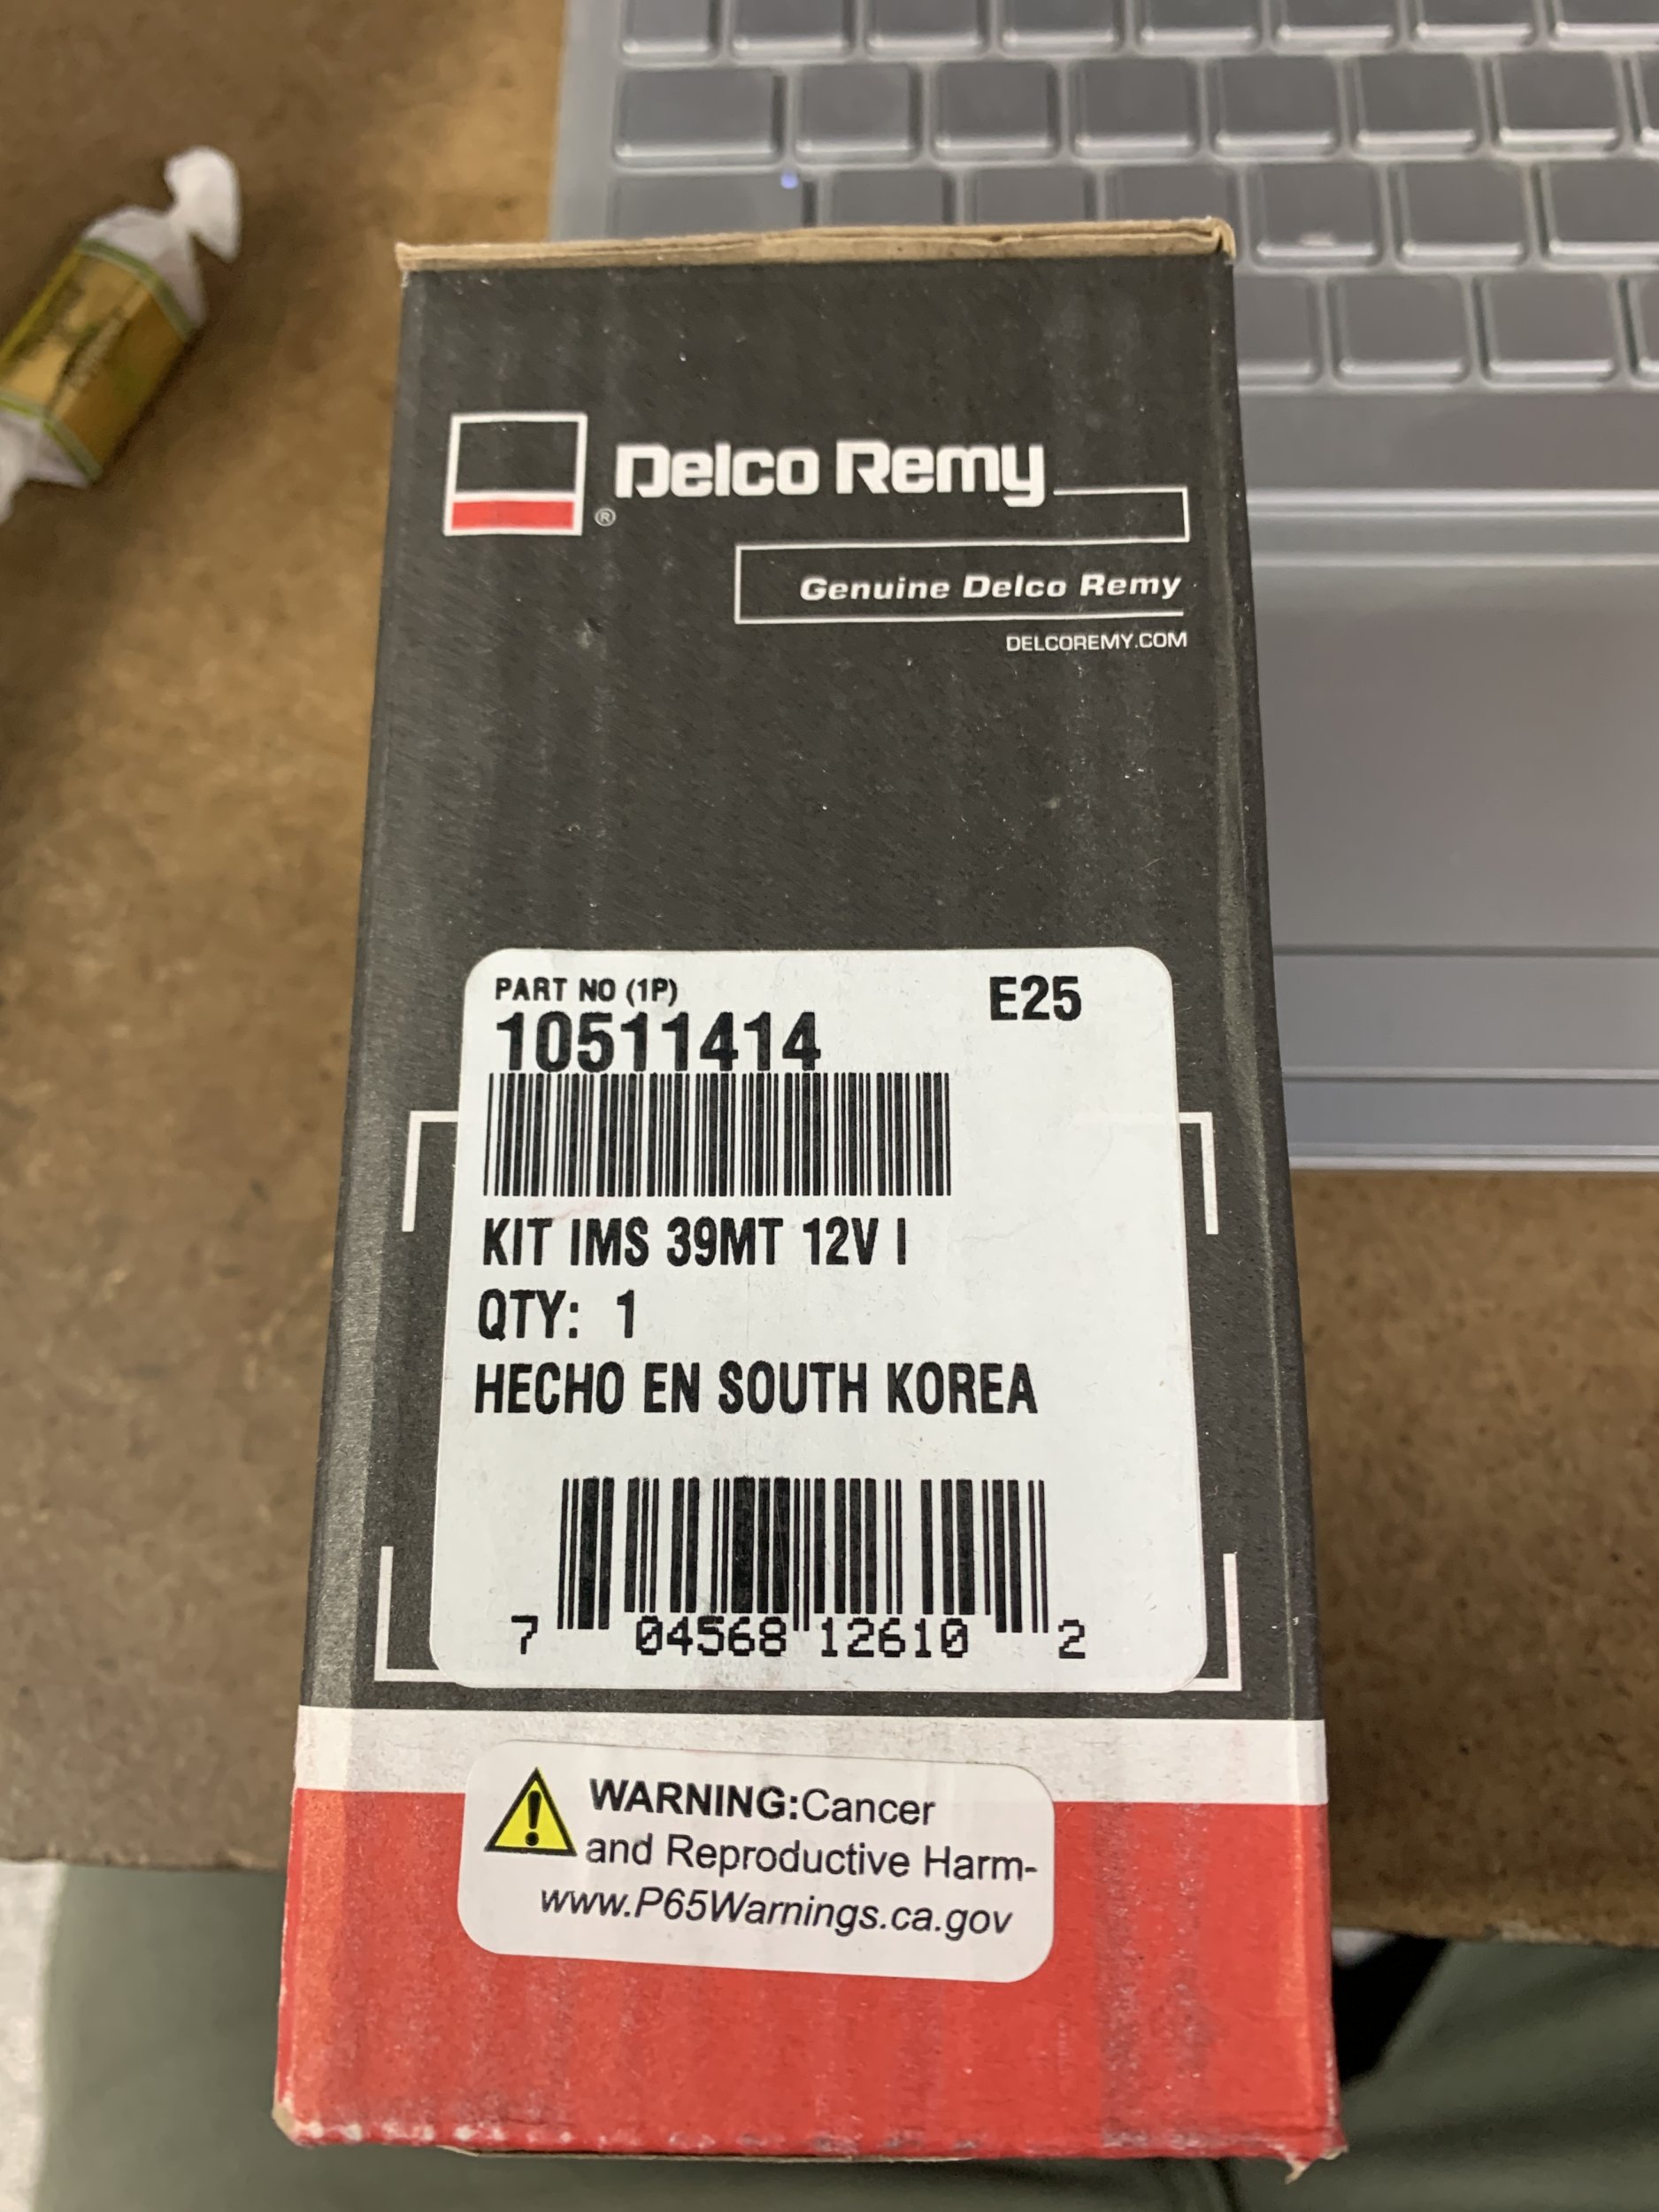 Delco Remy
®
Genuine Delco Remy
DELCOREMY.COM
PART NO (1P)
E25
10511414
KIT IMS 39MT 12V I
QTY: 1
HECHO EN SOUTH KOREA
7 04568 12610 2
WARNING:Cancer
and Reproductive Harm-
www.P65Warnings.ca.gov